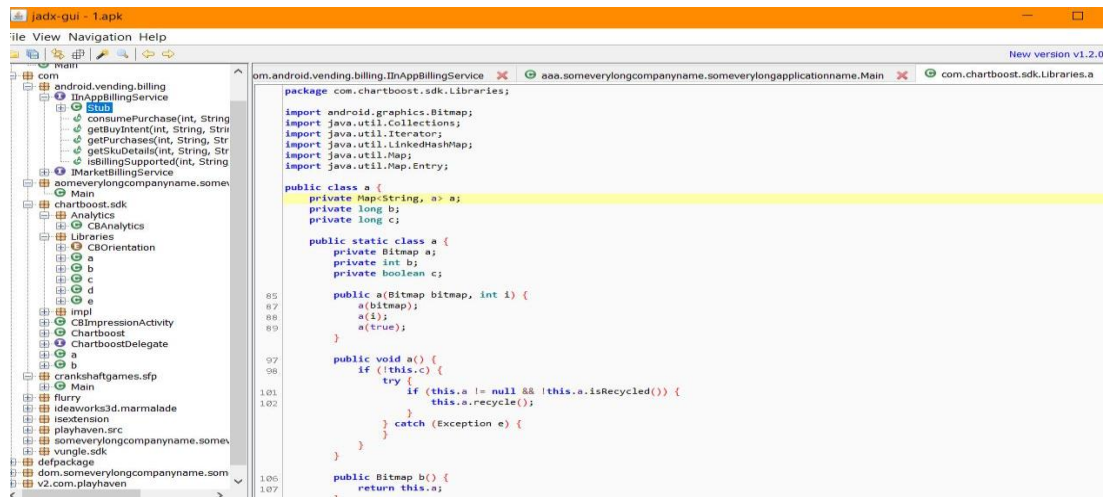 jadx-gui - 1.apk
File View Navigation Help
New version v1.2.0
Main
com
android.vending.billing
IInAppBillingService
Stub
consumePurchase(int, String
getBuyIntent(int, String, Strin
getPurchases(int, String, Str
getSkuDetails(int, String, Str
isBillingSupported(int, String
IMarketBillingService
aomeverylongcompanyname.somev
Main
chartboost.sdk
Analytics
CBAnalytics
Libraries
CBOrientation
a
b
c
d
e
impl
CBImpressionActivity
Chartboost
ChartboostDelegate
a
b
crankshaftgames.sfp
Main
flurry
ideaworks3d.marmalade
isextension
playhaven.src
someverylongcompanyname.somev
vungle.sdk
defpackage
dom.someverylongcompanyname.som
v2.com.playhaven
om.android.vending.billing.IInAppBillingService aaa.someverylongcompanyname.someverylongapplicationname.Main com.chartboost.sdk.Libraries.a
package com.chartboost.sdk.Libraries;
import android.graphics.Bitmap;
import java.util.Collections;
import java.util.Iterator;
import java.util.LinkedHashMap;
import java.util.Map;
import java.util.Map.Entry;
public class a {
private Map<String, a> a;
private long b;
private long c;
public static class a {
private Bitmap a;
private int b;
private boolean c;
85 public a(Bitmap bitmap, int i) {
87 a(bitmap);
88 a(i);
89 a(true);
}
97 public void a() {
98 if (!this.c) {
try {
101 if (this.a != null && !this.a.isRecycled()) {
102 this.a.recycle();
}
} catch (Exception e) {
}
}
}
106 public Bitmap b() {
107 return this.a;